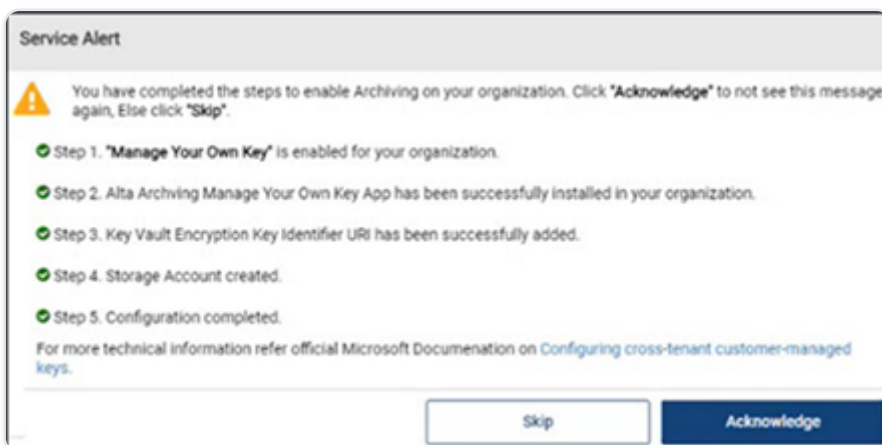 Service Alert
You have completed the steps to enable Archiving on your organization. Click "Acknowledge" to not see this message
again, Else click "Skip".
Step 1. "Manage Your Own Key" is enabled for your organization.
Step 2. Alta Archving Manage Your Own Key App has been successfully installed in your organization.
Step 3. Key Vault Encryption Key Identifier URI has been successfully added.
Step 4. Storage Account created.
Step 5. Configuration completed.
For more technical information refer official Microsoft Documenation on Configuring cross-tenant customer-managed
keys.
Skip
Acknowledge